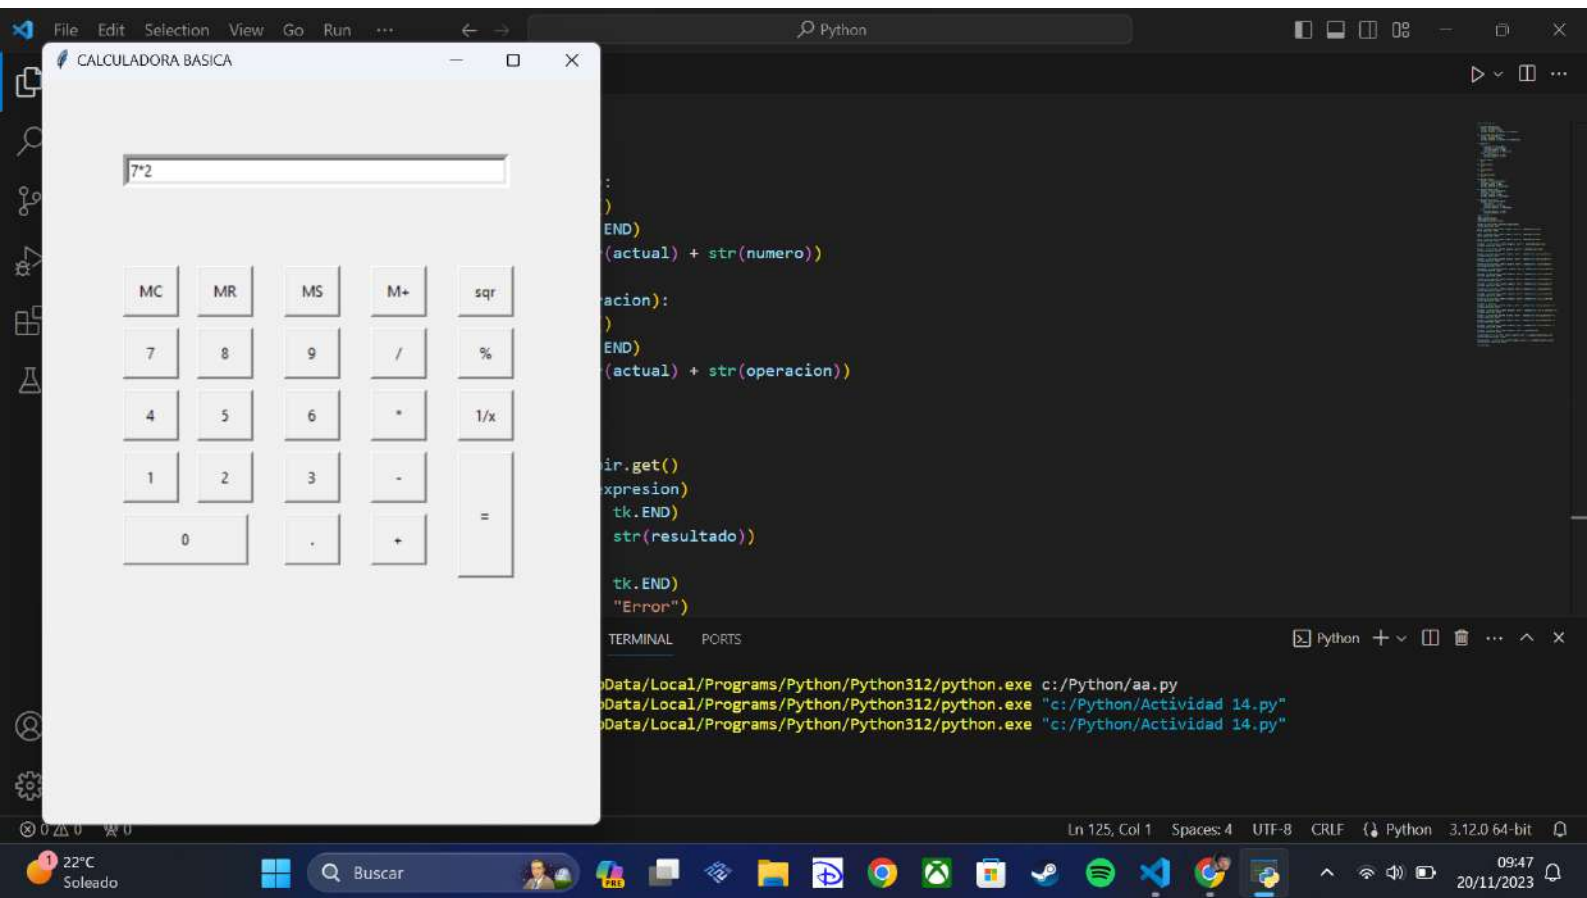 File Edit Selection View Go Run ··· Python
CALCULADORA BASICA
7*2
MC MR MS M+ sqr
7 8 9 / %
4 5 6 * 1/x
1 2 3 -
=
0 . +
:
)
END)
(actual) + str(numero))
acion):
)
END)
(actual) + str(operacion))
ir.get()
xpresion)
tk.END)
str(resultado))
tk.END)
"Error")
TERMINAL PORTS
Python
Data/Local/Programs/Python/Python312/python.exe c:/Python/aa.py
Data/Local/Programs/Python/Python312/python.exe "c:/Python/Actividad 14.py"
Data/Local/Programs/Python/Python312/python.exe "c:/Python/Actividad 14.py"
0 0 0
Ln 125, Col 1 Spaces: 4 UTF-8 CRLF Python 3.12.0 64-bit
1
22°C
Soleado
Buscar
PRE
09:47
20/11/2023